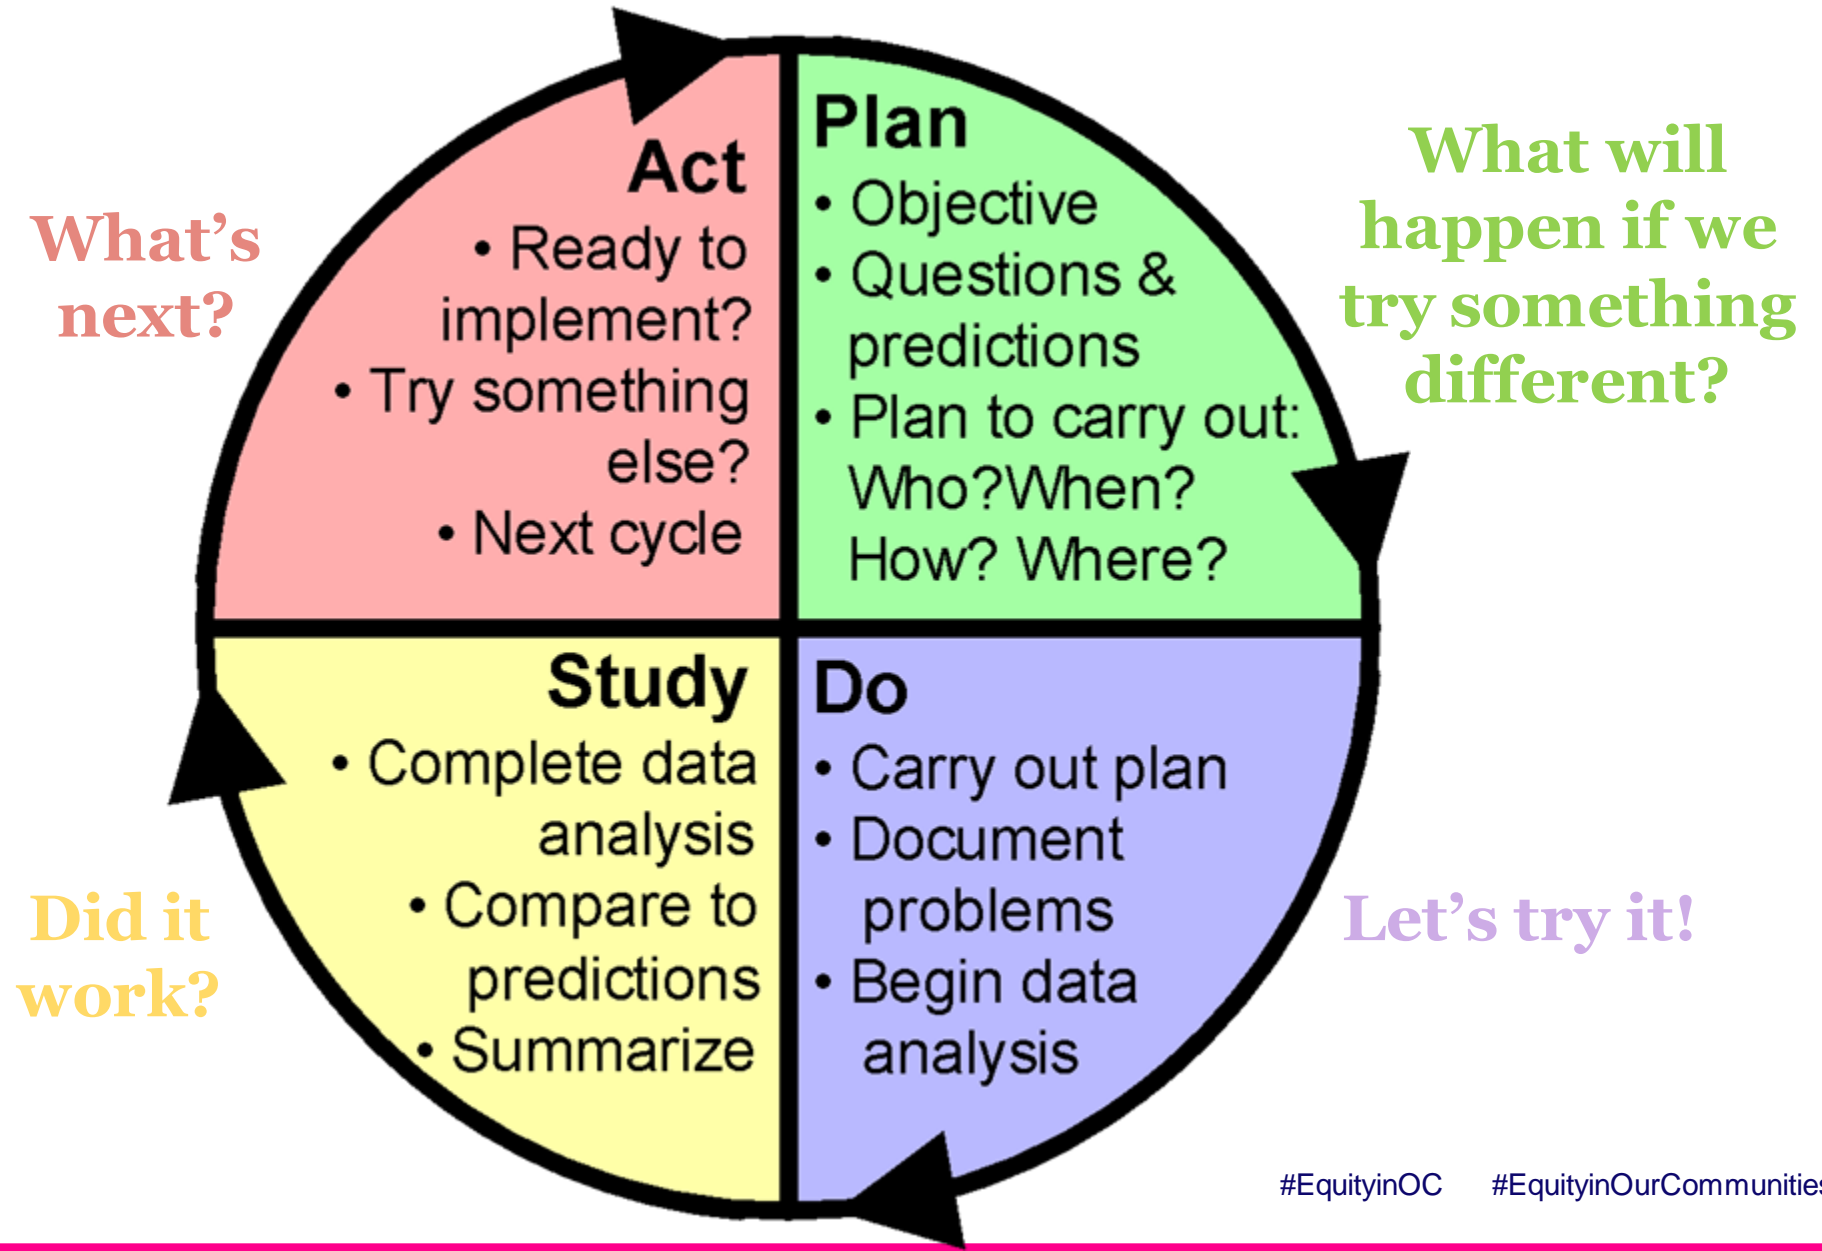 Plan
• Objective
• Questions &
predictions
• Plan to carry out:
Who?When?
How? Where?
What will
happen if we
try something
different?
Do
• Carry out plan
• Document
problems
• Begin data
analysis
Let's try it!
Study
• Complete data
analysis
• Compare to
predictions
• Summarize
Did it
work?
Act
• Ready to
implement?
• Try something
else?
• Next cycle
What's
next?
#EquityinOC #EquityinOurCommunities